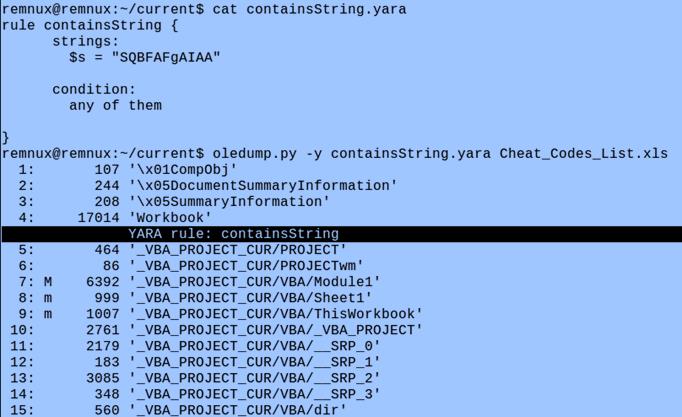 remnux@remnux:~/current$ cat containsString.yara
rule containsString {
strings:
$s = "SQBFAFgAIAA"
condition:
any of them
}
remnux@remnux:~/current$ oledump.py -y containsString.yara Cheat_Codes_List.xls
1: 107 '\x01CompObj'
2: 244 '\x05DocumentSummaryInformation'
3: 208 '\x05SummaryInformation'
4: 17014 'Workbook'
YARA rule: containsString
5: 464 '_VBA_PROJECT_CUR/PROJECT'
6: 86 '_VBA_PROJECT_CUR/PROJECTwm'
7: M 6392 '_VBA_PROJECT_CUR/VBA/Module1'
8: m 999 '_VBA_PROJECT_CUR/VBA/Sheet1'
9: m 1007 '_VBA_PROJECT_CUR/VBA/ThisWorkbook'
10: 2761 '_VBA_PROJECT_CUR/VBA/_VBA_PROJECT'
11: 2179 '_VBA_PROJECT_CUR/VBA/__SRP_0'
12: 183 '_VBA_PROJECT_CUR/VBA/__SRP_1'
13: 3085 '_VBA_PROJECT_CUR/VBA/__SRP_2'
14: 348 '_VBA_PROJECT_CUR/VBA/__SRP_3'
15: 560 '_VBA_PROJECT_CUR/VBA/dir'